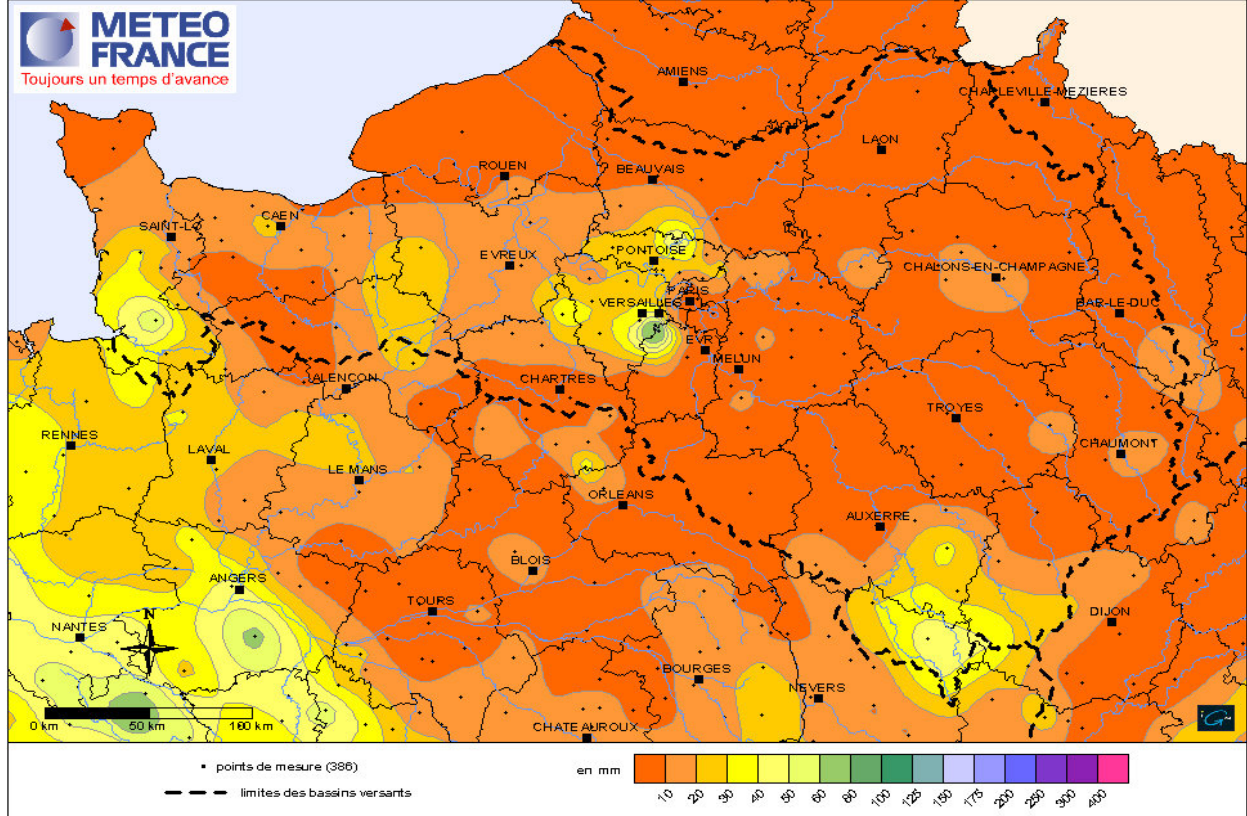 METEO
FRANCE
Toujours un temps d'avance
AMIENS
CHARLEVILLE-MEZIERES
LAON
ROUEN
BEAUVAIS
CAEN
SAINT-LO
PONTOISE
EVREUX
CHALONS-EN-CHAMPAGNE
PARIS
VERSAILLES
BAR-LE-DUC
EVRY
MELUN
ALENCON
CHARTRES
TROYES
RENNES
LAVAL
CHAUMONT
LE MANS
ORLEANS
AUXERRE
BLOIS
ANGERS
TOURS
DIJON
NANTES
N
BOURGES
NEVERS
0 km 50 km 100 km
CHATEAUROUX
points de mesure (386)
en mm
limites des bassins versants
10 20 30 40 50 60 80 100 125 150 175 200 250 300 400